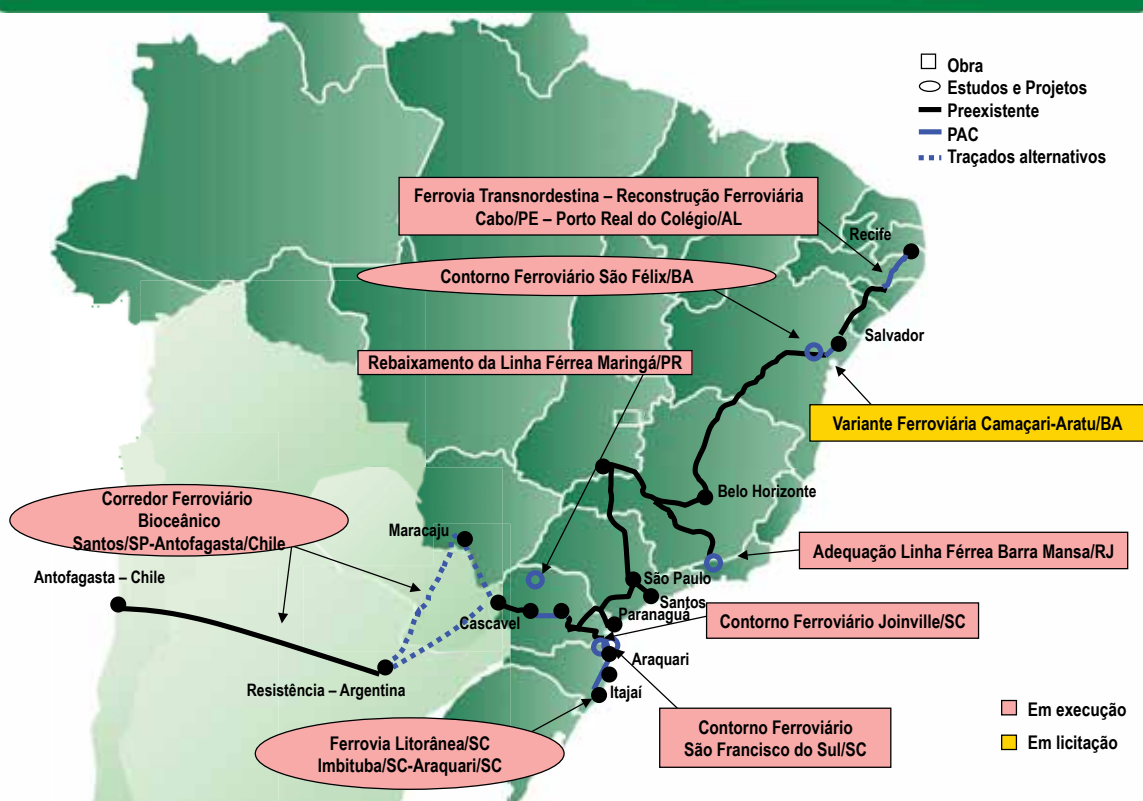 Obra
Estudos e Projetos
Preexistente
PAC
Traçados alternativos
Ferrovia Transnordestina – Reconstrução Ferroviária
Cabo/PE – Porto Real do Colégio/AL
Recife
Contorno Ferroviário São Félix/BA
Salvador
Rebaixamento da Linha Férrea Maringá/PR
Variante Ferroviária Camaçari-Aratu/BA
Belo Horizonte
Corredor Ferroviário
Bioceânico
Santos/SP-Antofagasta/Chile
Maracaju
Adequação Linha Férrea Barra Mansa/RJ
Antofagasta – Chile
São Paulo
Santos
Paranaguá
Cascavel
Contorno Ferroviário Joinville/SC
Araquari
Resistência – Argentina
Itajaí
Contorno Ferroviário
São Francisco do Sul/SC
Ferrovia Litorânea/SC
Imbituba/SC-Araquari/SC
Em execução
Em licitação